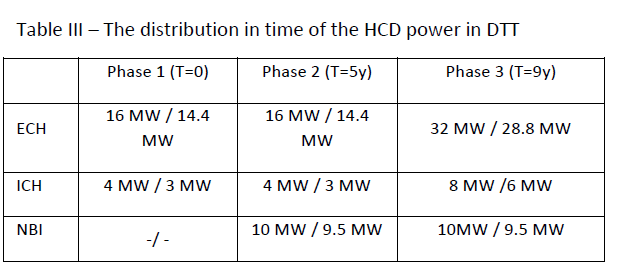 Table III – The distribution in time of the HCD power in DTT
Phase 1 (T=0) Phase 2 (T=5y) Phase 3 (T=9y)
ECH 16 MW / 14.4 MW 16 MW / 14.4 MW 32 MW / 28.8 MW
ICH 4 MW / 3 MW 4 MW / 3 MW 8 MW /6 MW
NBI -/ - 10 MW / 9.5 MW 10MW / 9.5 MW